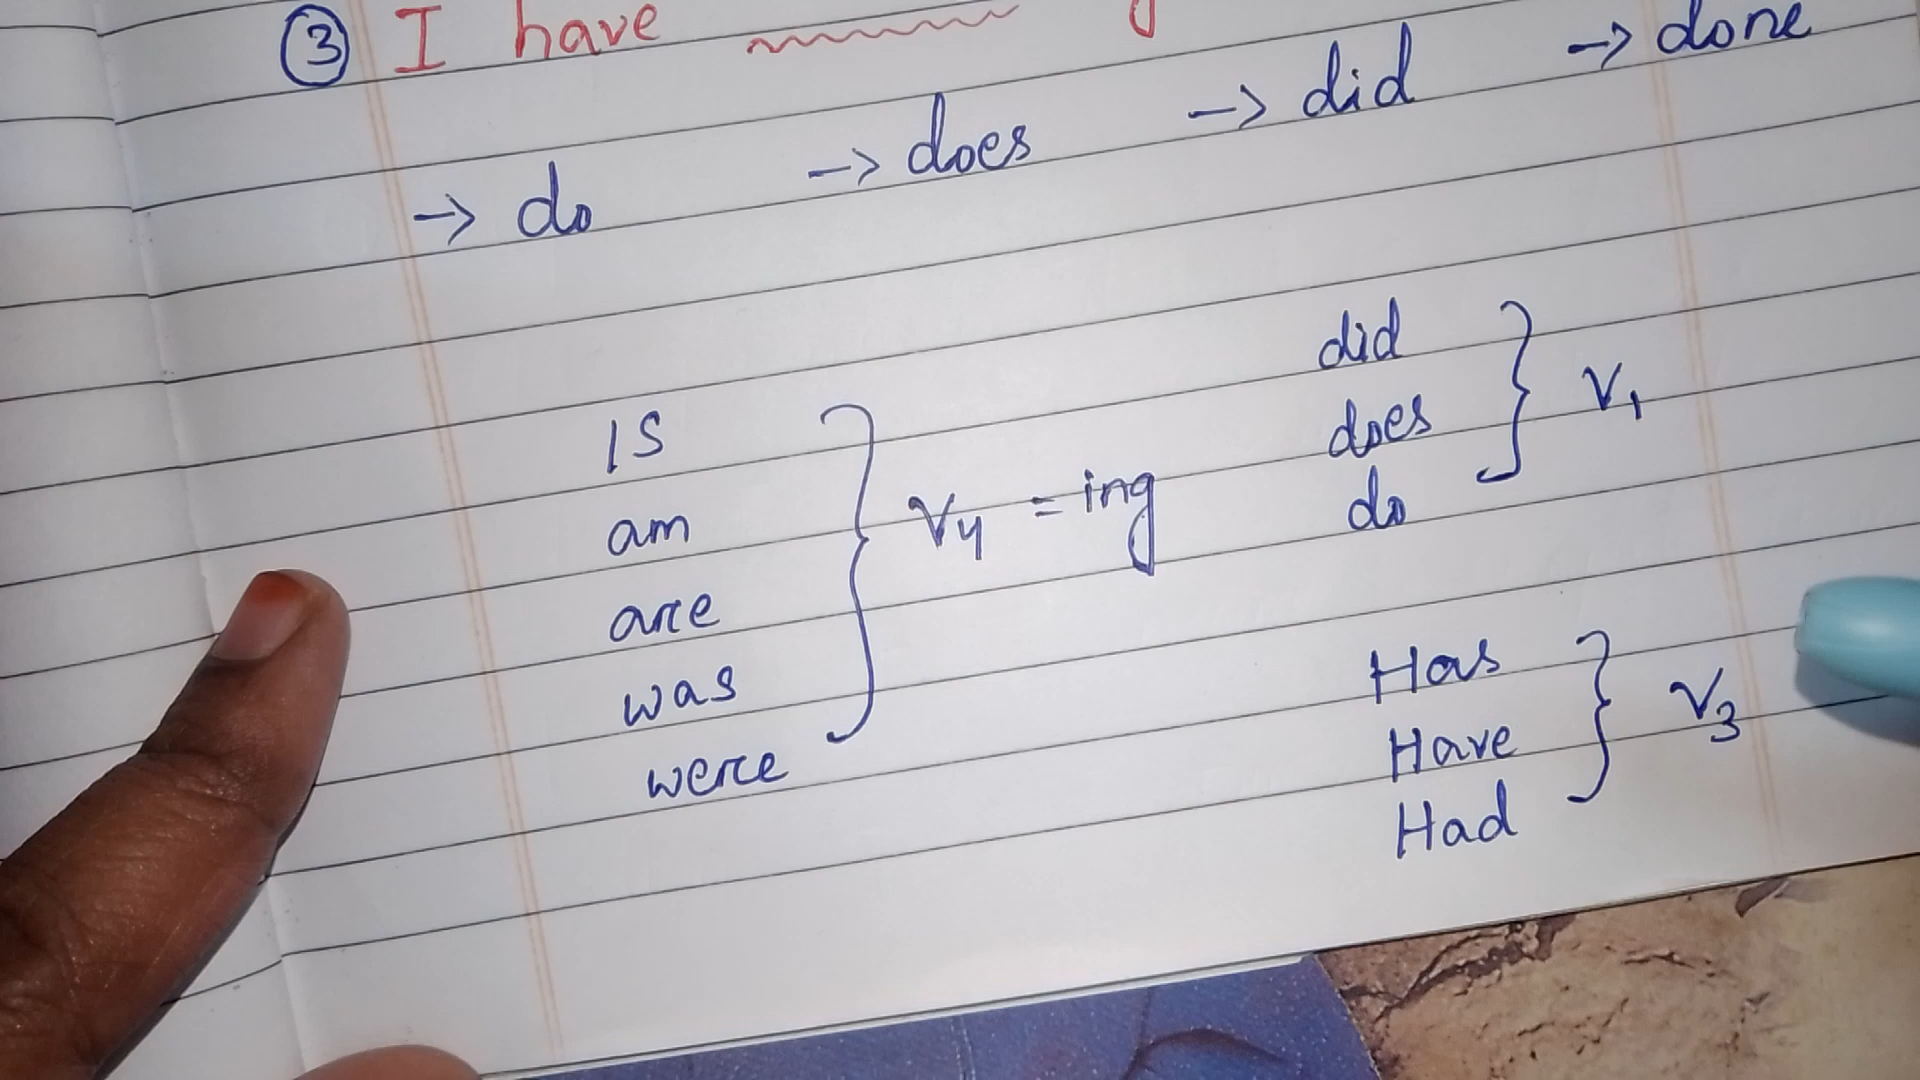 ③ I have
→ do → does → did → done
is
am
are
was
were
V4 = ing
did
does
do
V1
Has
Have
Had
V3